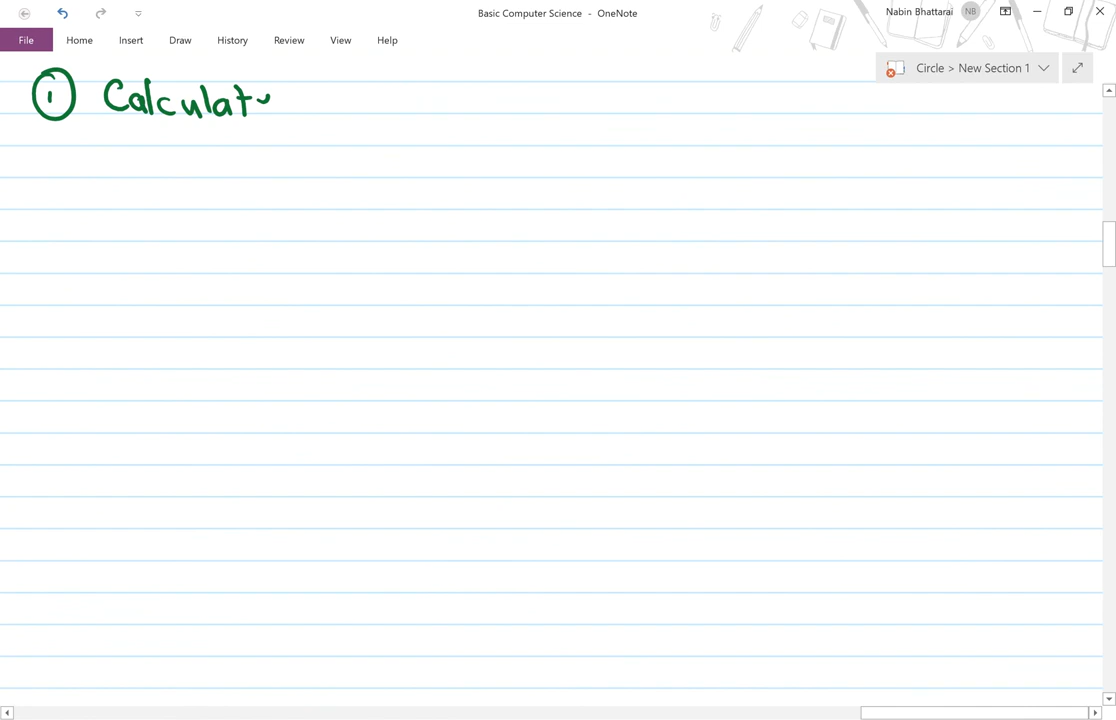 Basic Computer Science - OneNote
Nabin Bhattarai NB
File Home Insert Draw History Review View Help
Circle > New Section 1
① Calculat